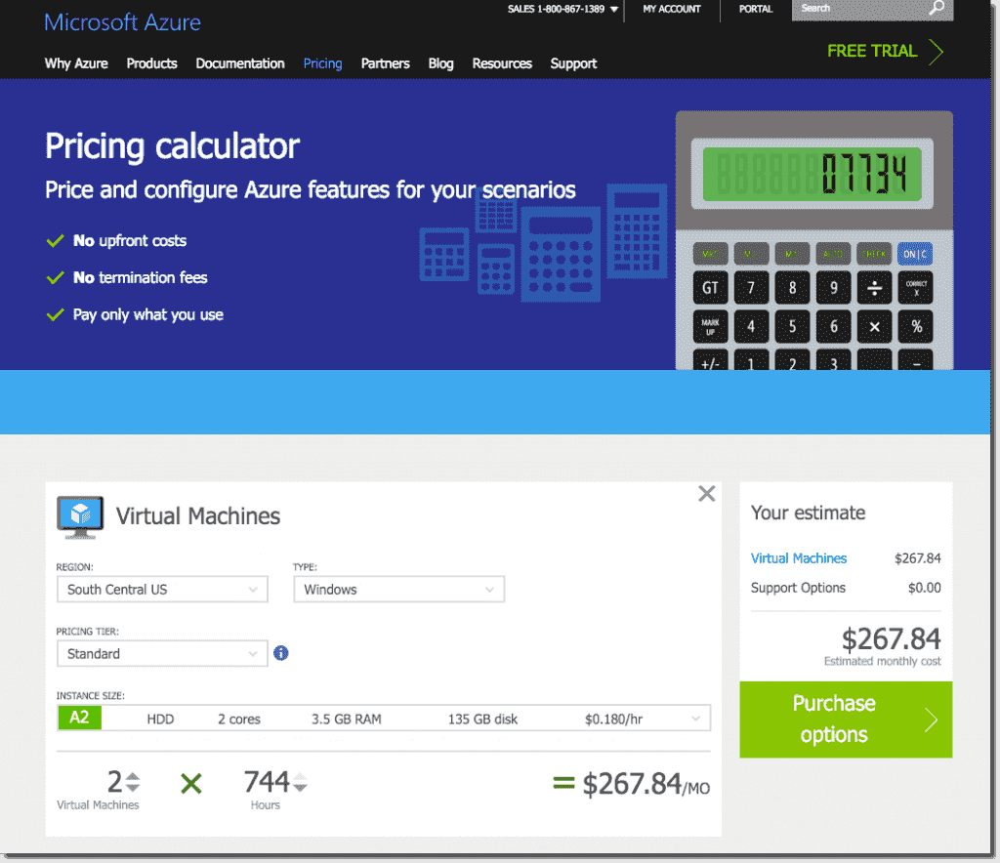 Microsoft Azure
SALES 1-800-867-1389
MY ACCOUNT
PORTAL
Search
FREE TRIAL
Why Azure Products Documentation Pricing Partners Blog Resources Support
Pricing calculator
Price and configure Azure features for your scenarios
No upfront costs
No termination fees
Pay only what you use
07734
CHECK ON|C
GT 7 8 9 ÷ CORRECT X
MARK UP 4 5 6 × %
+/- 1 2 3 −
Virtual Machines
REGION: TYPE:
South Central US Windows
PRICING TIER:
Standard
INSTANCE SIZE:
A2 HDD 2 cores 3.5 GB RAM 135 GB disk $0.180/hr
2 × 744 = $267.84/MO
Virtual Machines Hours
Your estimate
Virtual Machines $267.84
Support Options $0.00
$267.84
Estimated monthly cost
Purchase
options